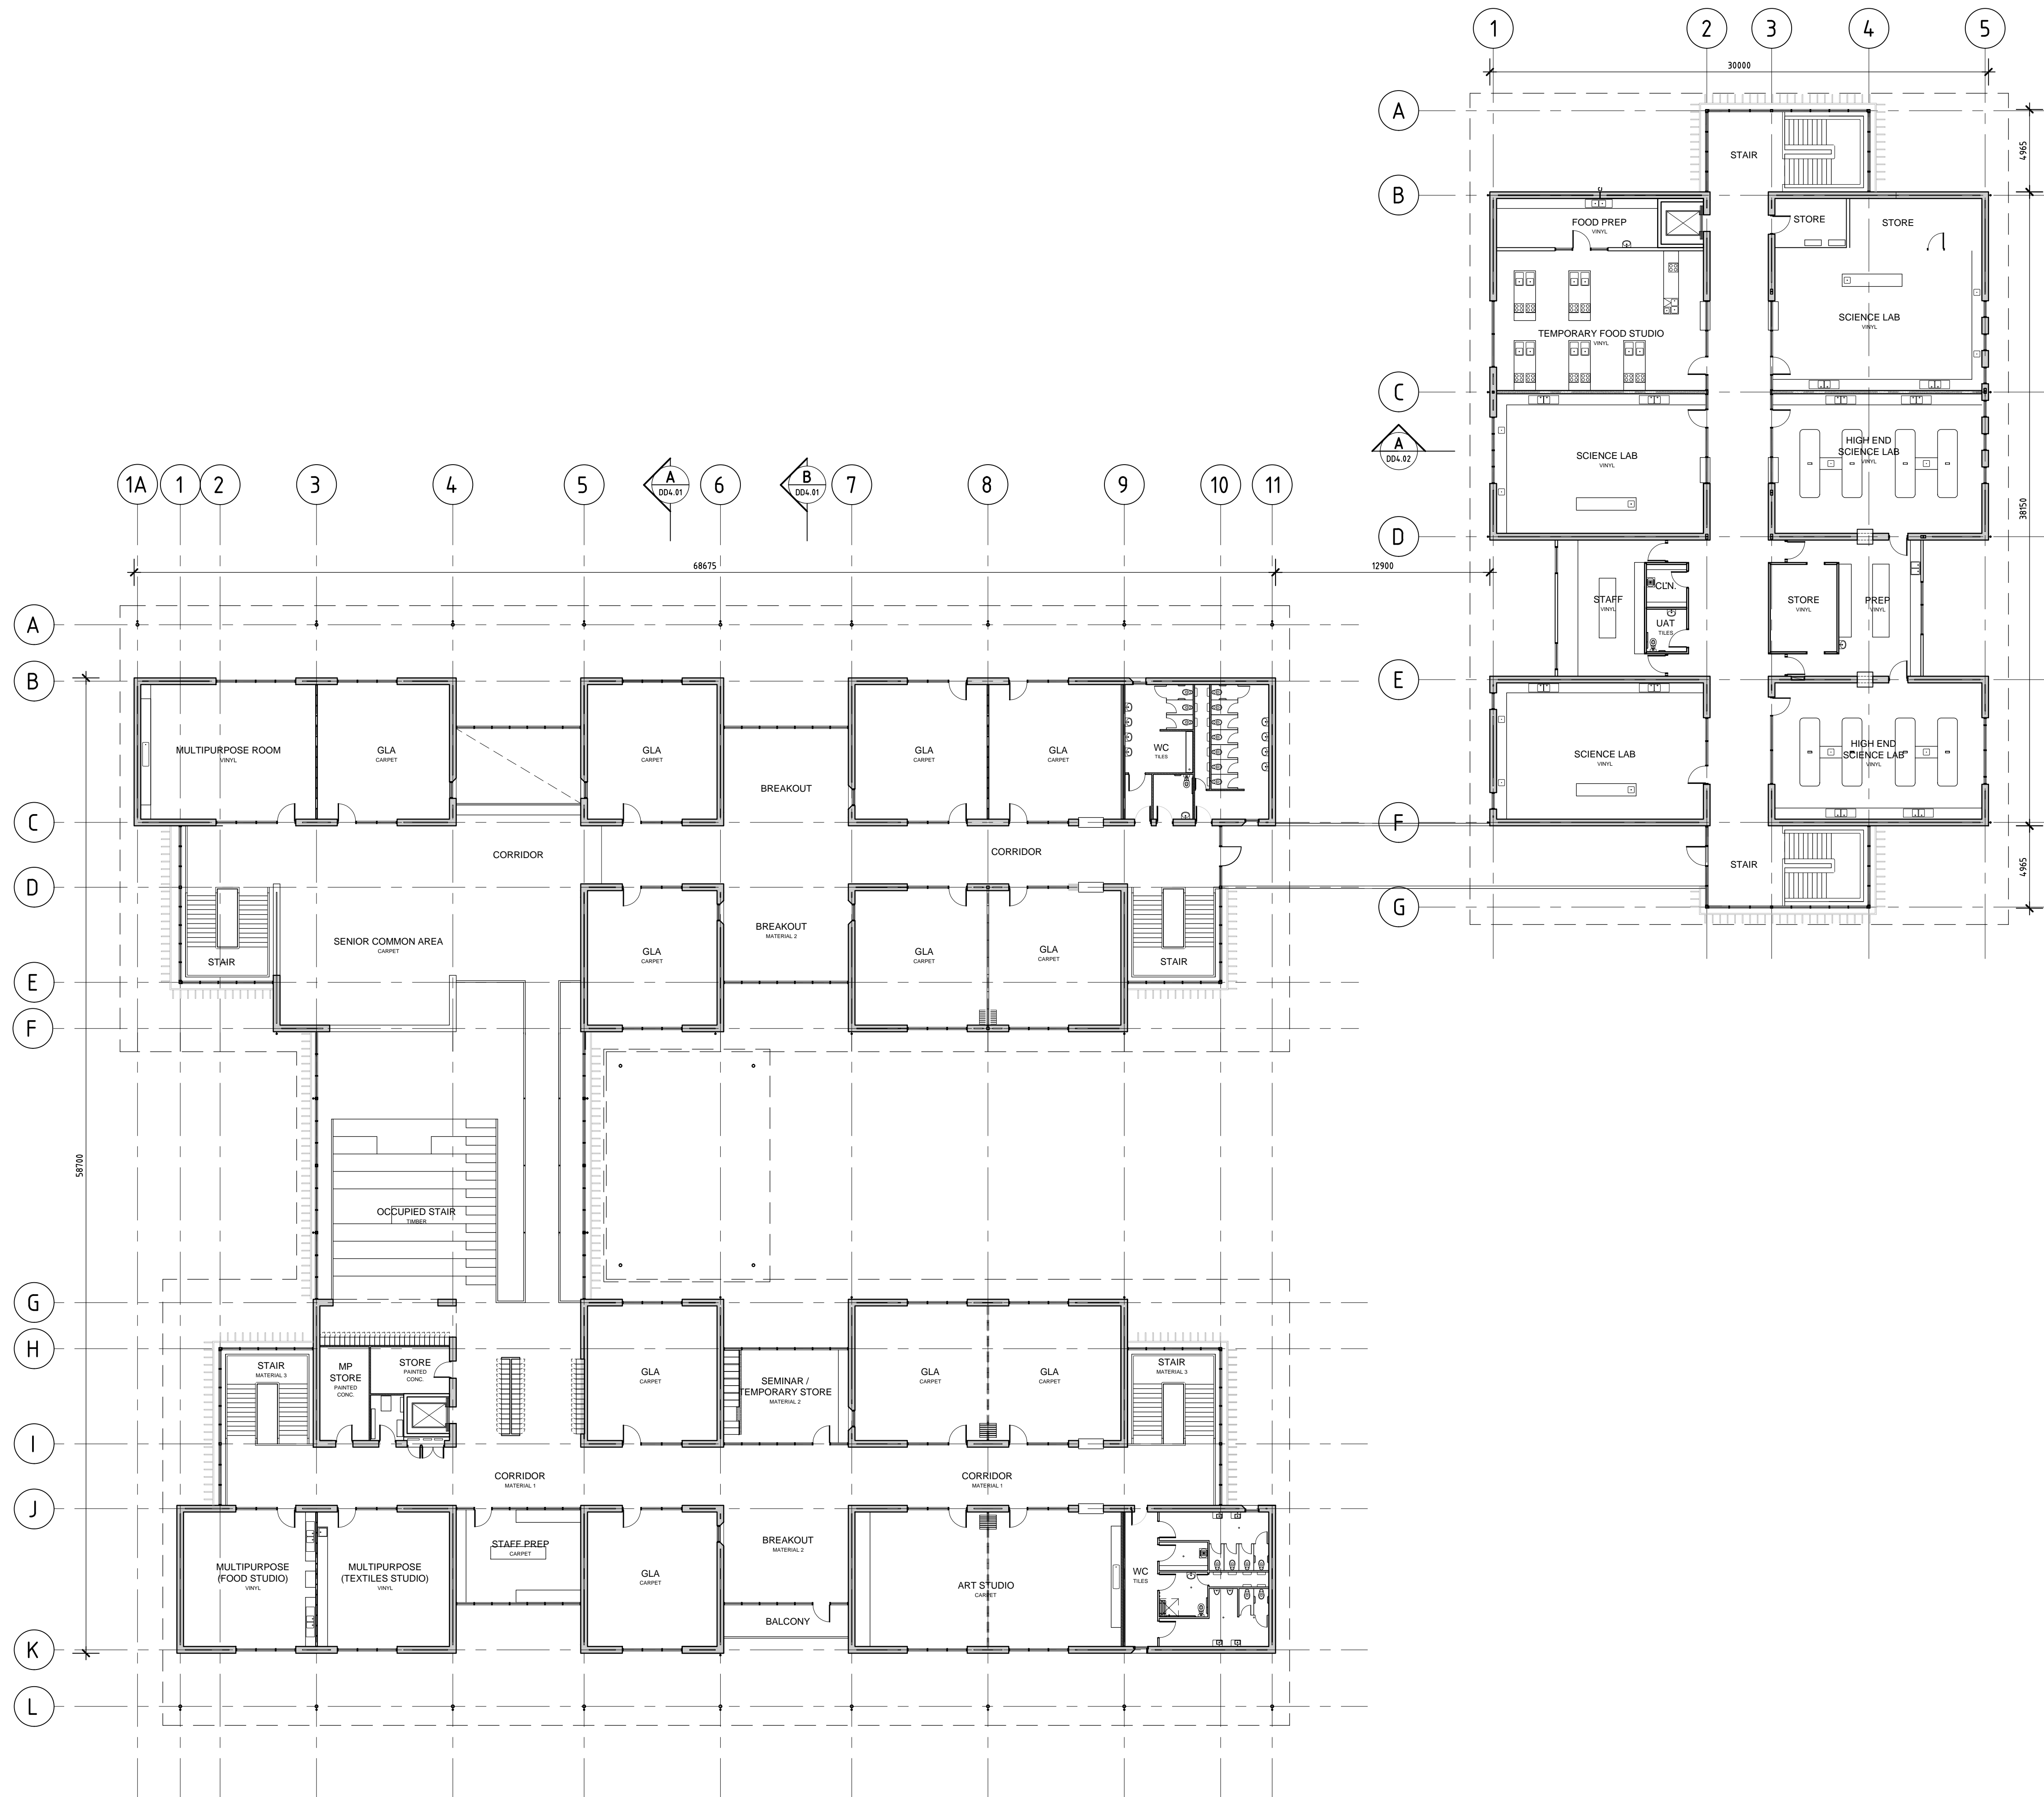 1 2 3 4 5
30000
A
4965
STAIR
B
FOOD PREP
VINYL
STORE
STORE
TEMPORARY FOOD STUDIO
VINYL
SCIENCE LAB
VINYL
C
A
DD4.02
SCIENCE LAB
VINYL
HIGH END
SCIENCE LAB
VINYL
38150
D
STAFF
VINYL
CLN.
UAT
TILES
STORE
VINYL
PREP
VINYL
E
SCIENCE LAB
VINYL
HIGH END
SCIENCE LAB
VINYL
F
STAIR
4965
G
1A 1 2 3 4 5
A
DD4.01
6
B
DD4.01
7 8 9 10 11
68675
12900
A
B
MULTIPURPOSE ROOM
VINYL
GLA
CARPET
GLA
CARPET
BREAKOUT
GLA
CARPET
GLA
CARPET
WC
TILES
C
CORRIDOR
CORRIDOR
D
SENIOR COMMON AREA
CARPET
STAIR
GLA
CARPET
BREAKOUT
MATERIAL 2
GLA
CARPET
GLA
CARPET
STAIR
E
F
58700
OCCUPIED STAIR
TIMBER
G
H
STAIR
MATERIAL 3
MP
STORE
PAINTED
CONC.
STORE
PAINTED
CONC.
GLA
CARPET
SEMINAR /
TEMPORARY STORE
MATERIAL 2
GLA
CARPET
GLA
CARPET
STAIR
MATERIAL 3
I
CORRIDOR
MATERIAL 1
CORRIDOR
MATERIAL 1
J
MULTIPURPOSE
(FOOD STUDIO)
VINYL
MULTIPURPOSE
(TEXTILES STUDIO)
VINYL
STAFF PREP
CARPET
GLA
CARPET
BREAKOUT
MATERIAL 2
BALCONY
ART STUDIO
CARPET
WC
TILES
K
L